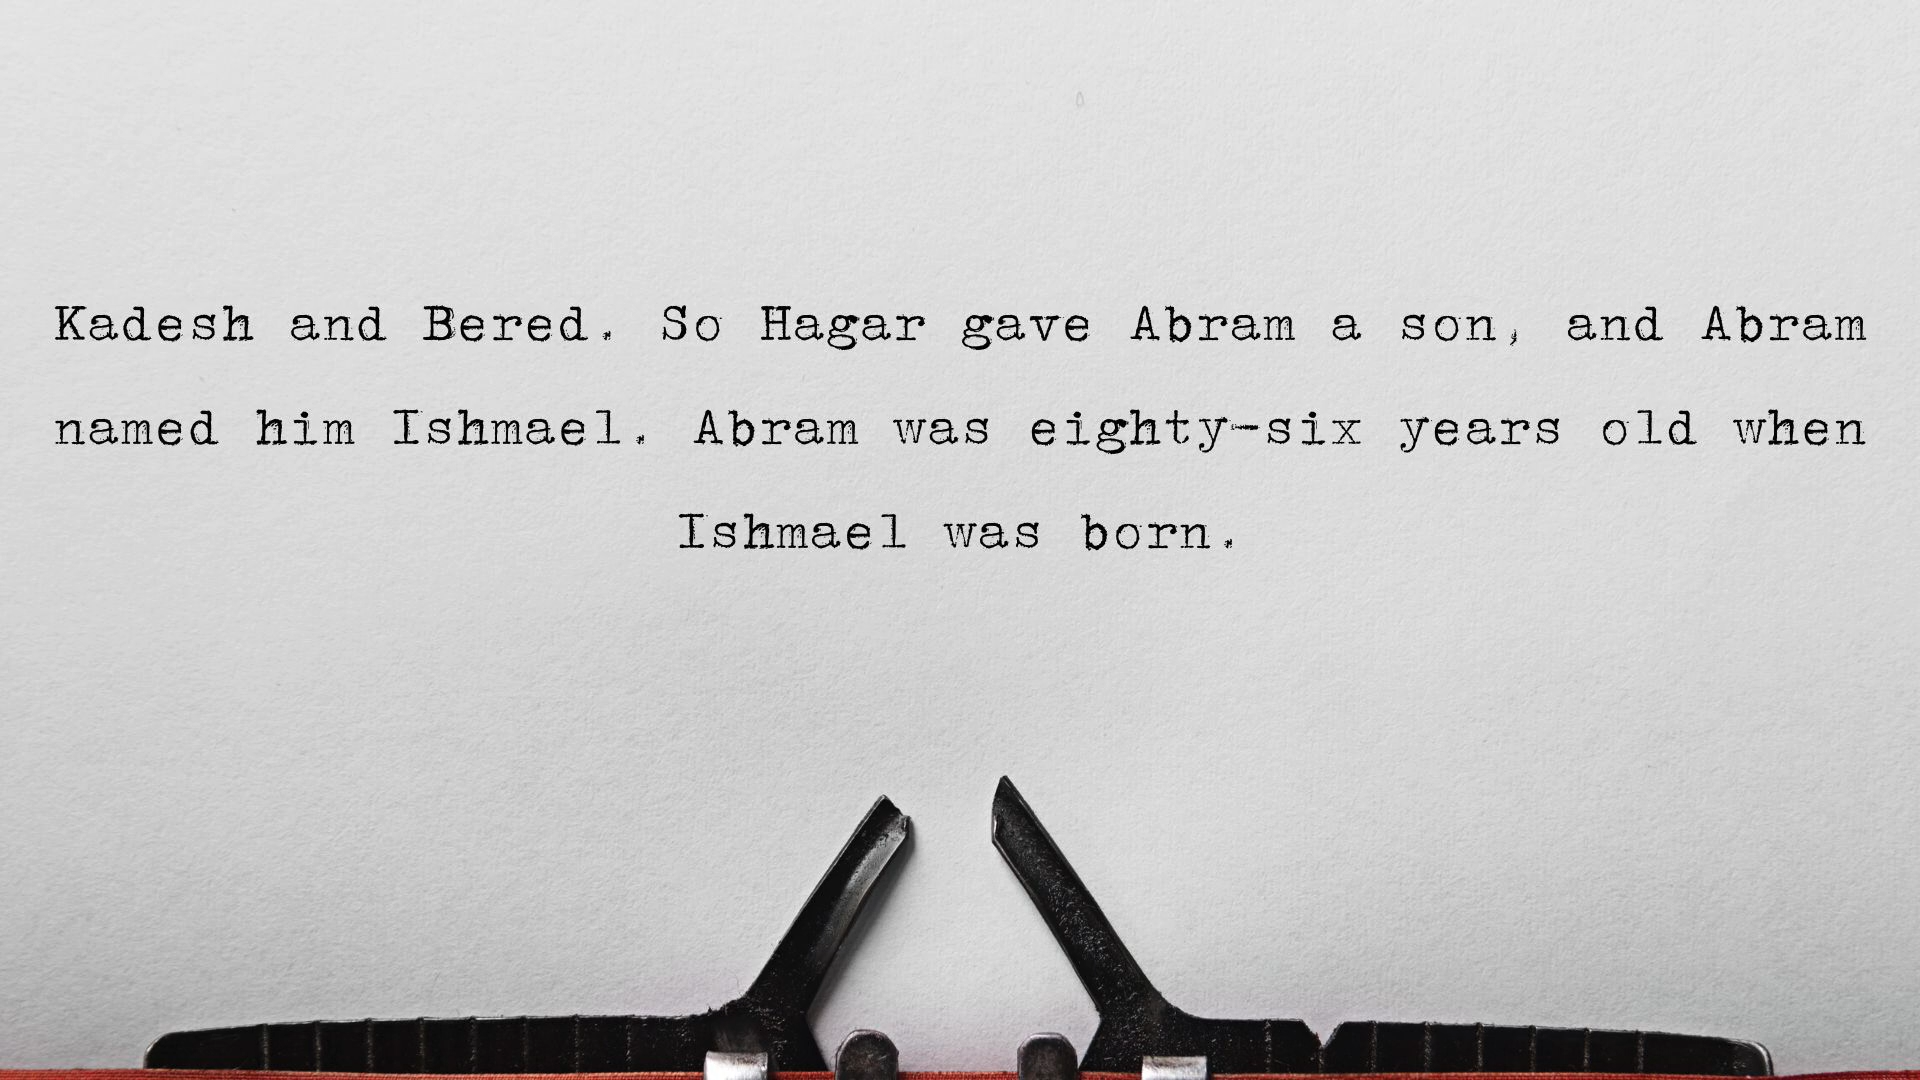 Kadesh and Bered. So Hagar gave Abram a son, and Abram
named him Ishmael. Abram was eighty-six years old when
Ishmael was born.